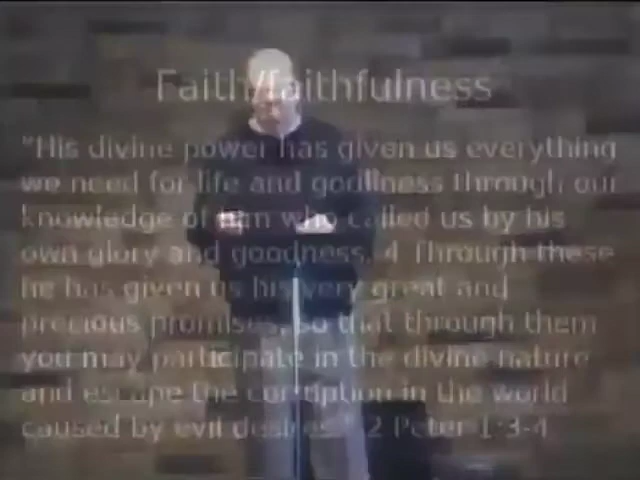 Faith/faithfulness
"His divine power has given us everything
we need for life and godliness through our
knowledge of him who called us by his
own glory and goodness. 4 Through these
he has given us his very great and
precious promises, so that through them
you may participate in the divine nature
and escape the corruption in the world
caused by evil desires. 2 Peter 1:3-4